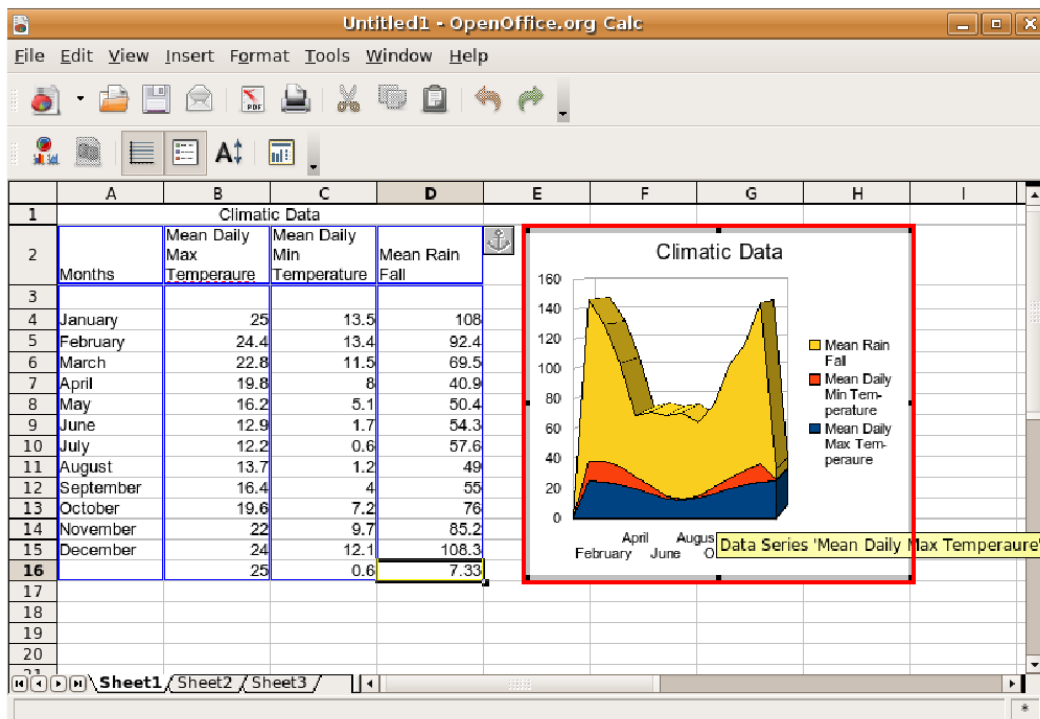 Untitled1 - OpenOffice.org Calc
File Edit View Insert Format Tools Window Help
PDF
A
A B C D E F G H I
1 Climatic Data
2 Months Mean Daily Max Temperaure Mean Daily Min Temperature Mean Rain Fall
3
4 January 25 13.5 108
5 February 24.4 13.4 92.4
6 March 22.8 11.5 69.5
7 April 19.8 8 40.9
8 May 16.2 5.1 50.4
9 June 12.9 1.7 54.3
10 July 12.2 0.6 57.6
11 August 13.7 1.2 49
12 September 16.4 4 55
13 October 19.6 7.2 76
14 November 22 9.7 85.2
15 December 24 12.1 108.3
16 25 0.6 7.33
17
18
19
20
21
Climatic Data
160
140
120
100
80
60
40
20
0
April Augus
February June O
Mean Rain
Fall
Mean Daily
Min Tem-
perature
Mean Daily
Max Tem-
peraure
Data Series 'Mean Daily Max Temperaure'
Sheet1 Sheet2 Sheet3
*